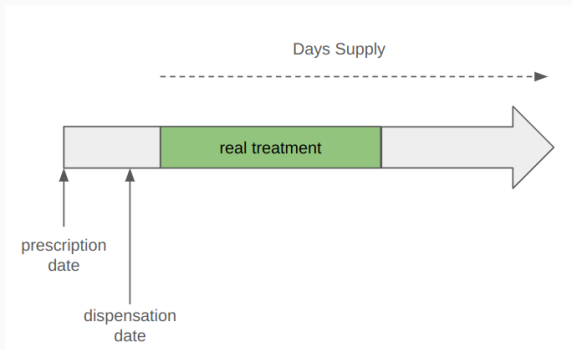 Days Supply
real treatment
prescription
date
dispensation
date